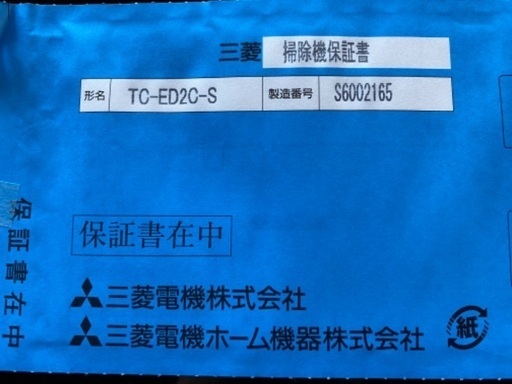 三菱 掃除機保証書
形名 TC-ED2C-S 製造番号 S6002165
保証書在中
保証書在中
三菱電機株式会社
三菱電機ホーム機器株式会社
紙